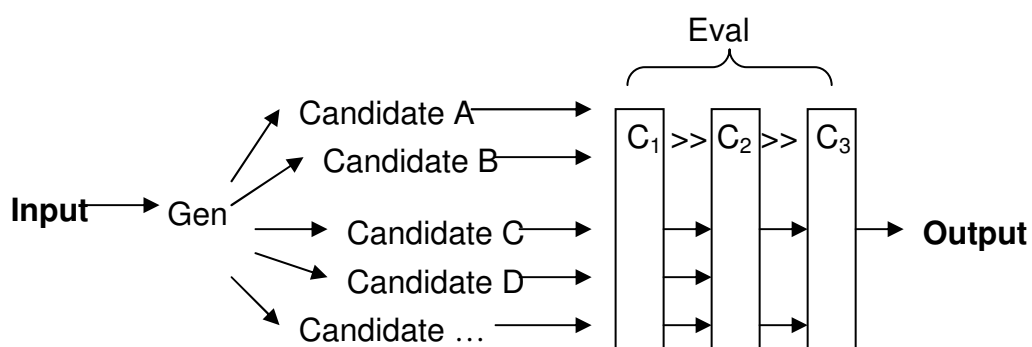 Eval
Candidate A
C₁ >> C₂ >> C₃
Candidate B
Input
Gen
Candidate C
Output
Candidate D
Candidate …